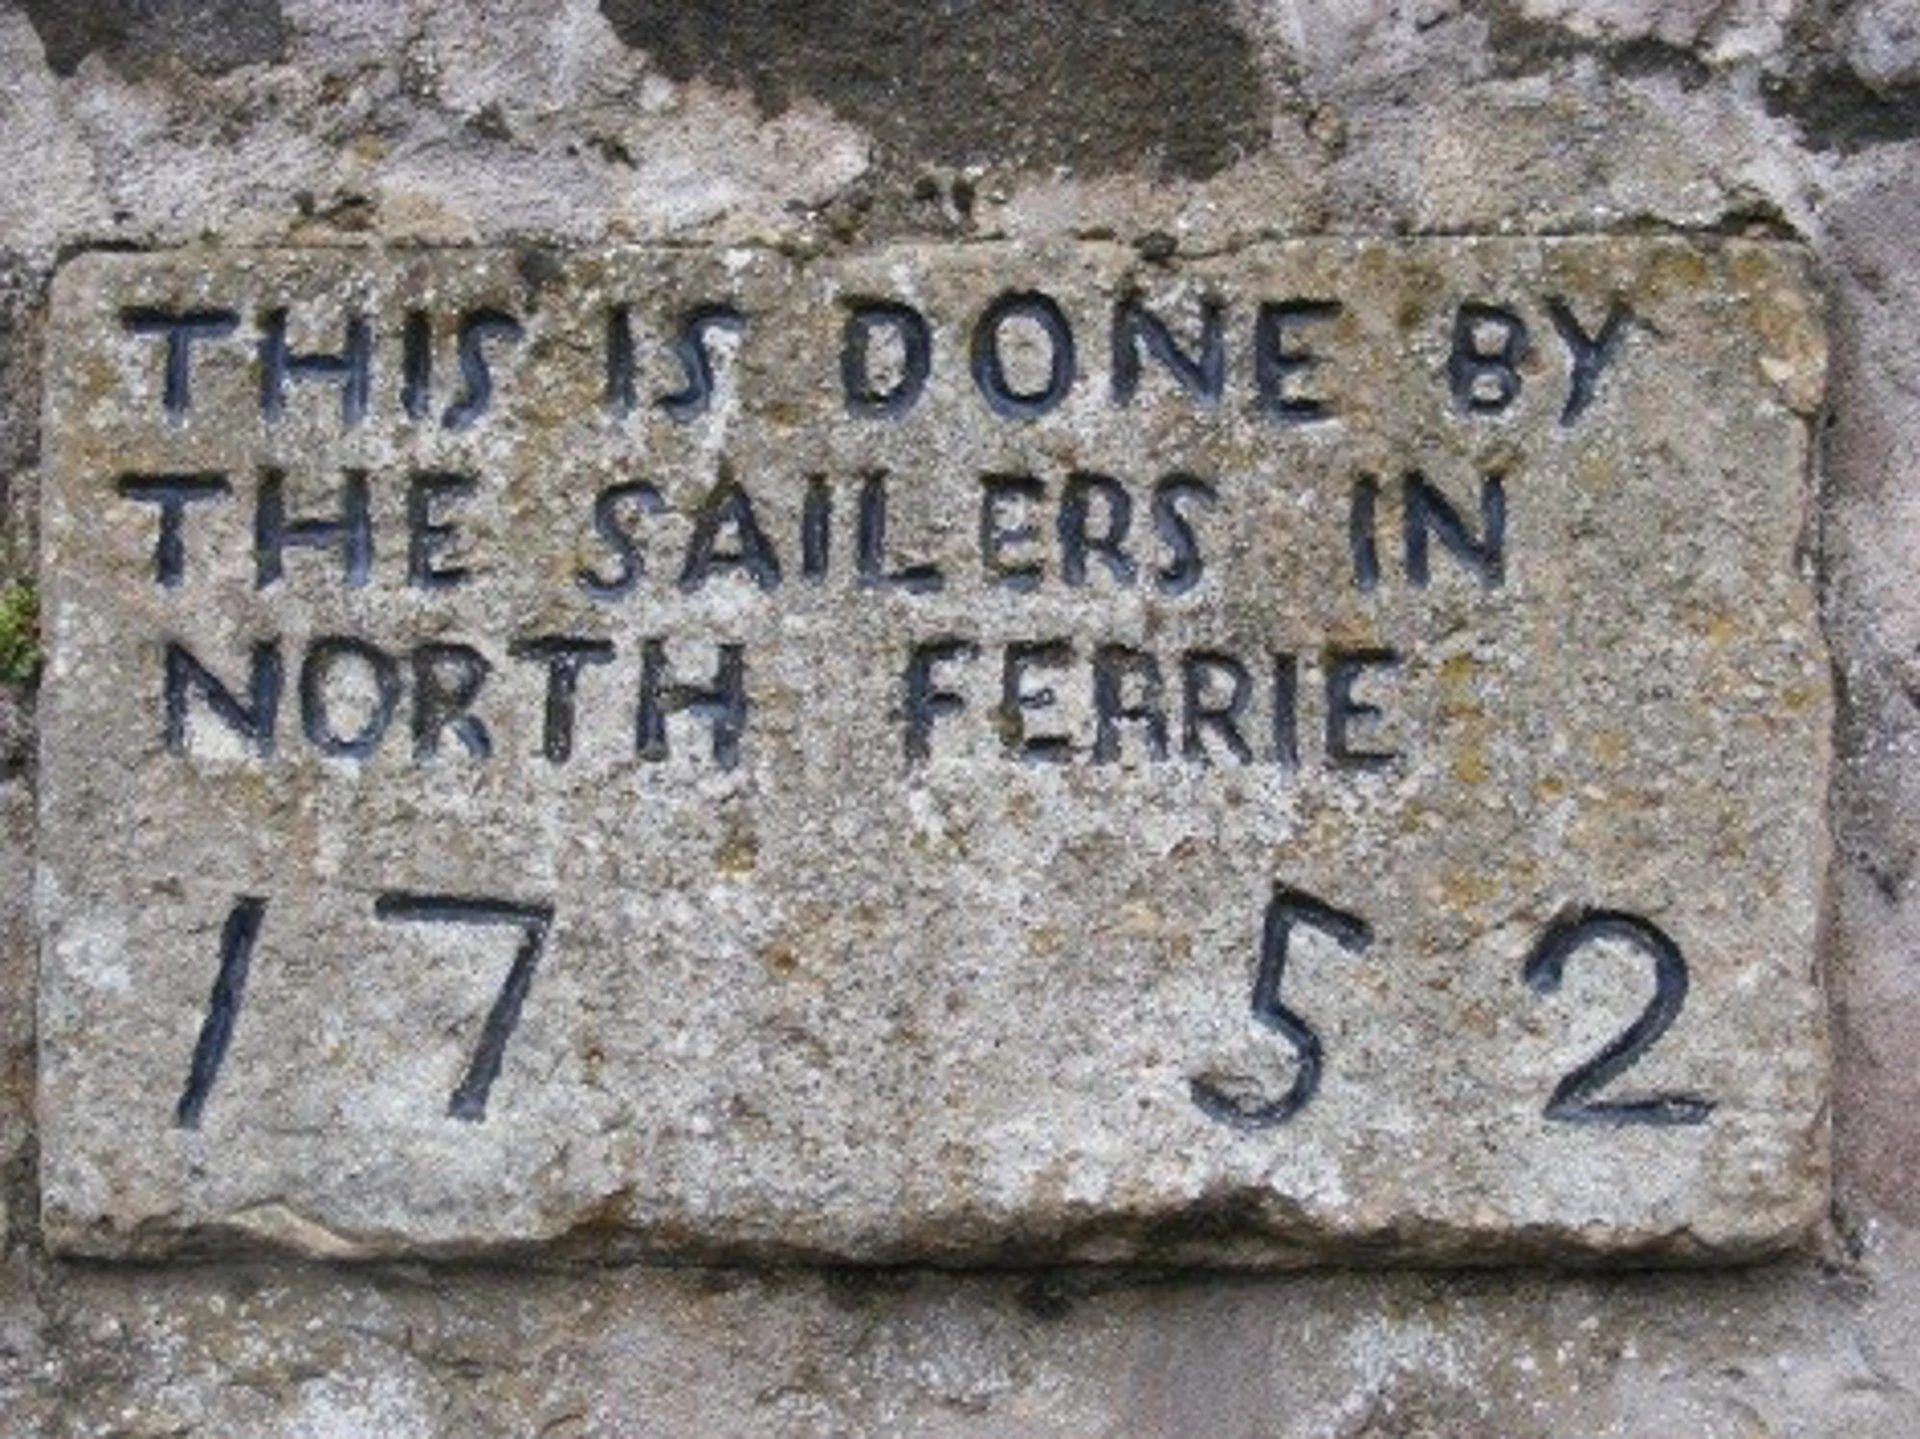 THIS IS DONE BY
THE SAILERS IN
NORTH FERRIE
17 52